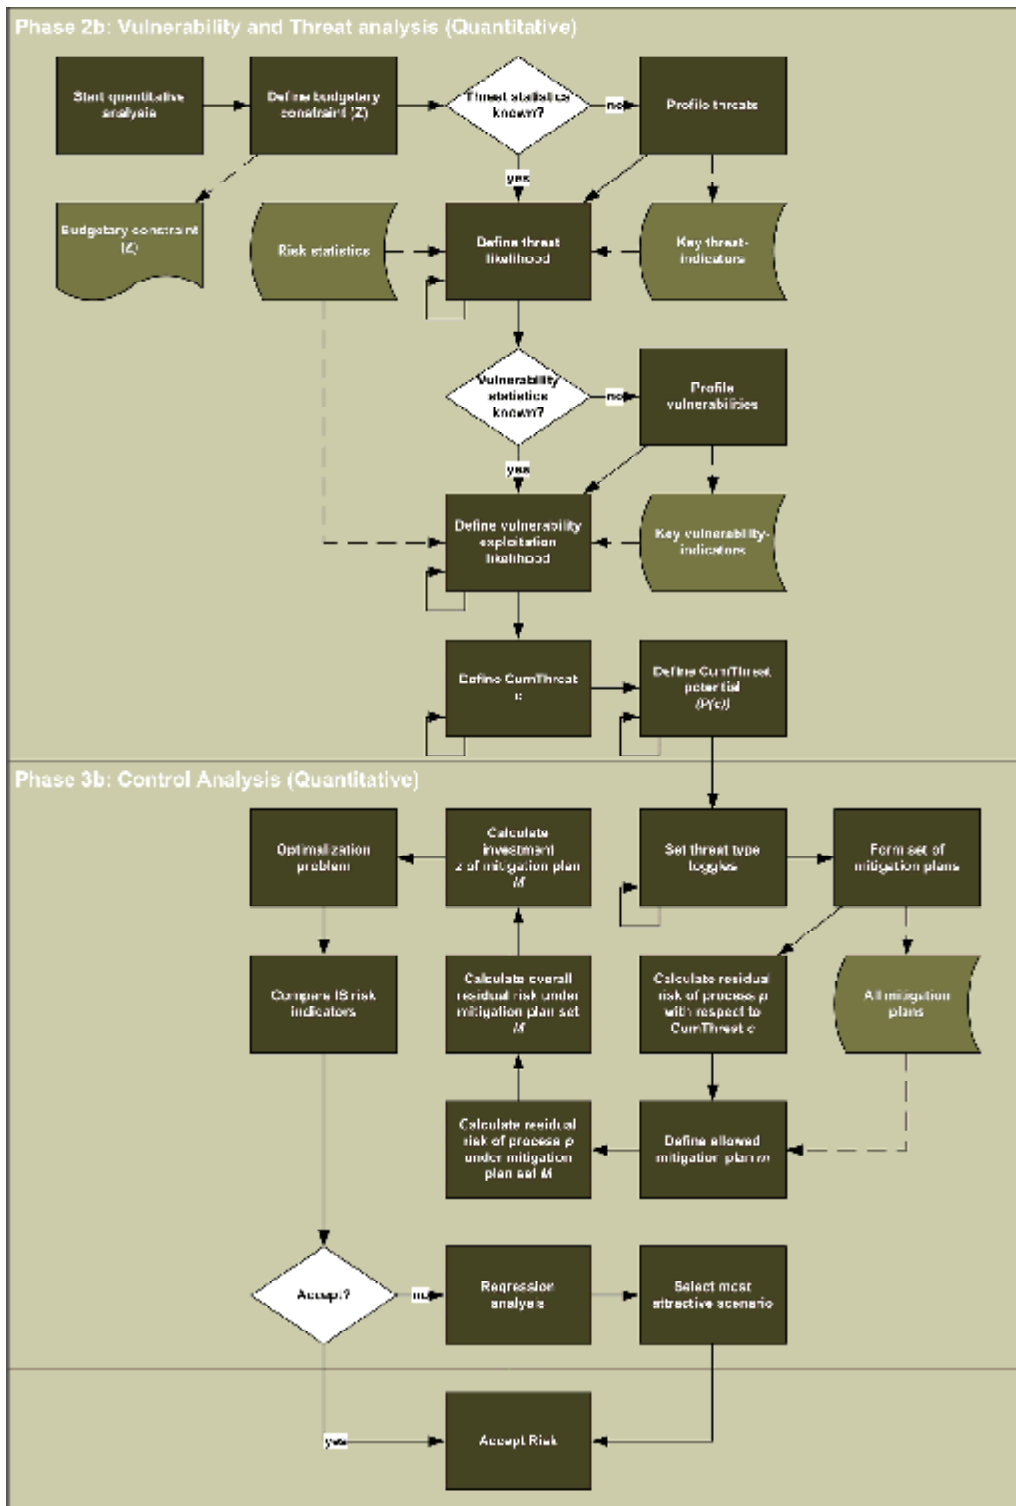 Phase 2b: Vulnerability and Threat analysis (Quantitative)
Start quantitative
analysis
Define budgetary
constraint (Z)
Threat statistics
known?
no
Profile threats
yes
Budgetary constraint
(Z)
Risk statistics
Define threat
likelihood
Key threat-
indicators
Vulnerability
statistics
known?
no
Profile
vulnerabilities
yes
Define vulnerability
exploitation
likelihood
Key vulnerability-
indicators
Define CumThreat
c
Define CumThreat
potential
(P(c))
Phase 3b: Control Analysis (Quantitative)
Optimalization
problem
Calculate
investment
z of mitigation plan
M
Set threat type
toggles
Form set of
mitigation plans
Compare IS risk
indicators
Calculate overall
residual risk under
mitigation plan set
M
Calculate residual
risk of process p
with respect to
CumThreat c
All mitigation
plans
Calculate residual
risk of process p
under mitigation
plan set M
Define allowed
mitigation plan m
Accept?
no
Regression
analysis
Select most
attractive scenario
yes
Accept Risk